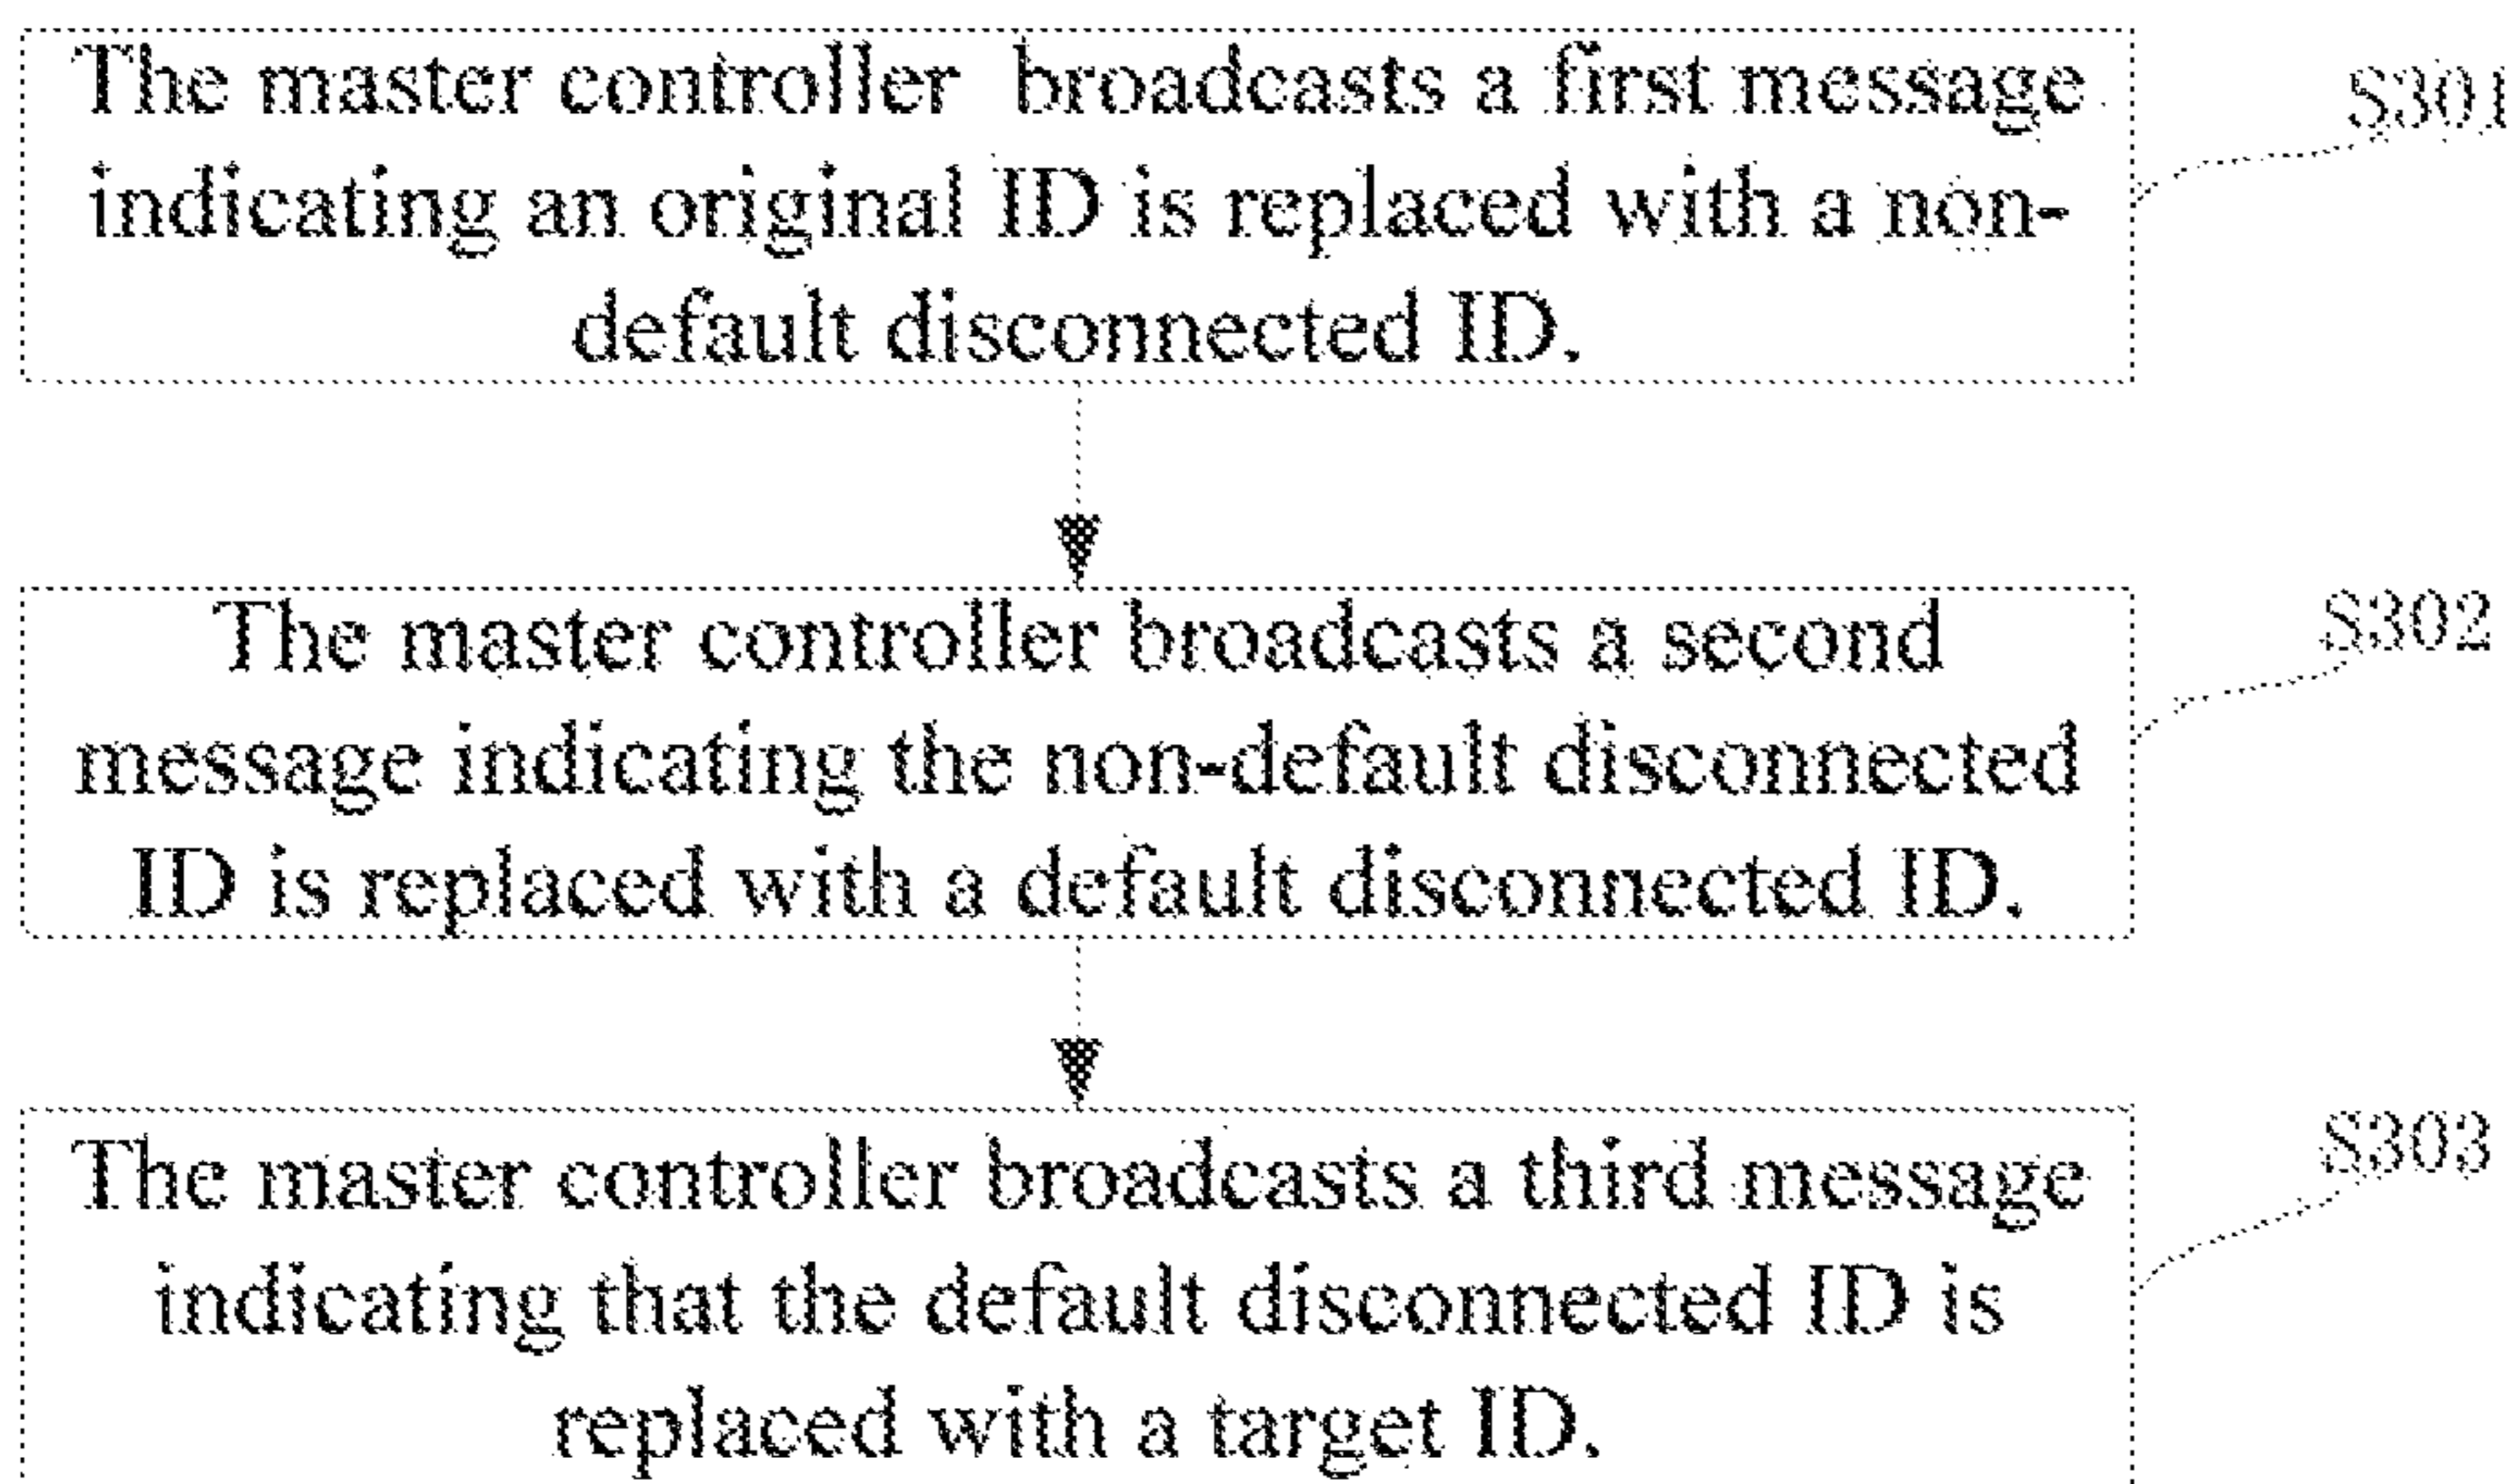 The master controller broadcasts a first message
indicating an original ID is replaced with a non-
default disconnected ID.
S301
The master controller broadcasts a second
message indicating the non-default disconnected
ID is replaced with a default disconnected ID.
S302
The master controller broadcasts a third message
indicating that the default disconnected ID is
replaced with a target ID.
S303